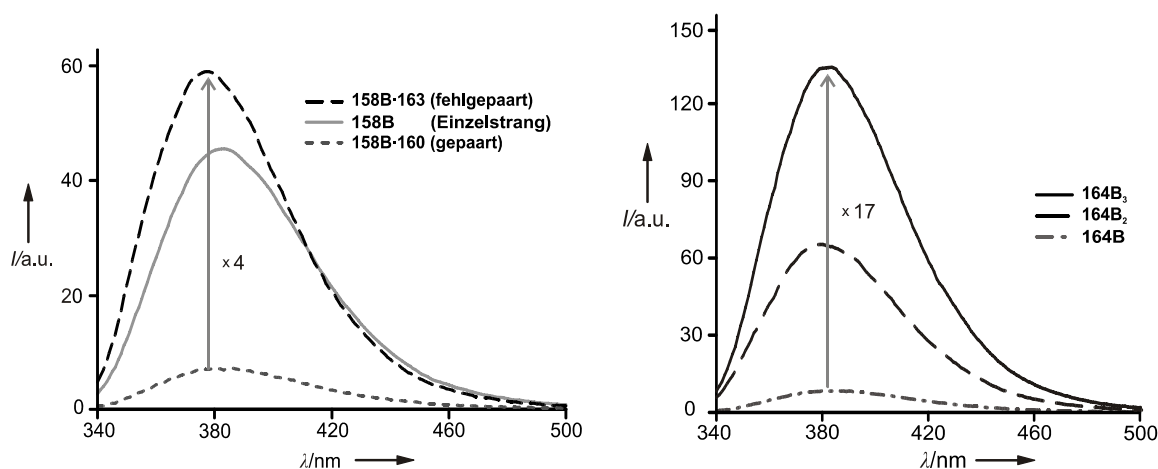 60
40
20
0
I/a.u.
158B·163 (fehlgepaart)
158B (Einzelstrang)
158B·160 (gepaart)
x 4
340
380
420
460
500
λ/nm
150
120
90
60
30
0
I/a.u.
x 17
164B₃
164B₂
164B
340
380
420
460
500
λ/nm